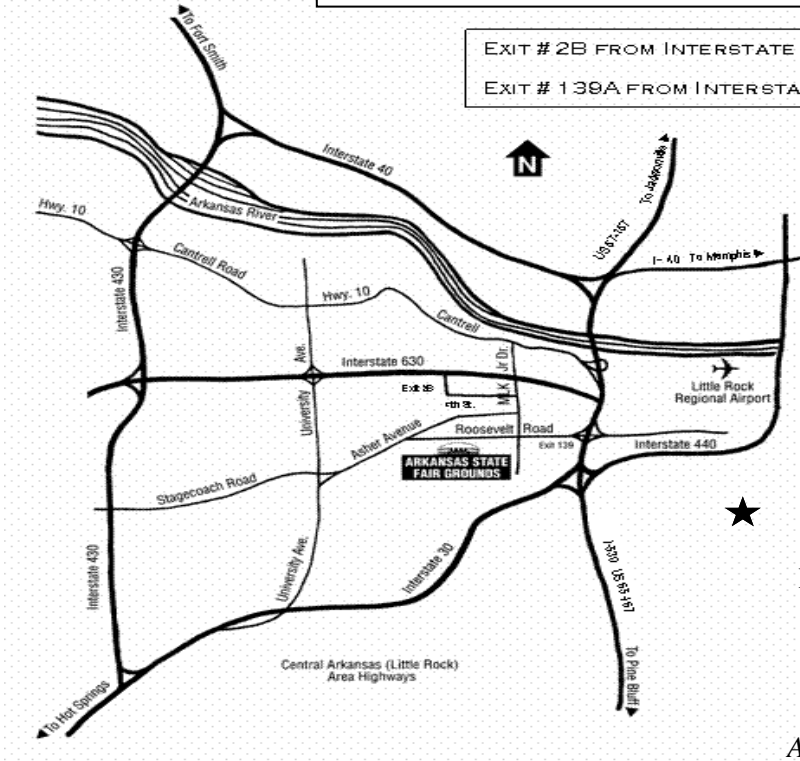 EXIT #2B FROM INTERSTATE
EXIT # 139A FROM INTERSTA
To Fort Smith
Interstate 40
N
To Jacksonville
US 67-167
I-40 To Memphis
Hwy. 10
Arkansas River
Cantrell Road
Interstate 430
Hwy. 10
Cantrell
Ave.
Interstate 630
Jr Dr.
MLK
Exit 2B
Little Rock
Regional Airport
University
Asher Avenue
Roosevelt Road
Exit 139
Interstate 440
ARKANSAS STATE
FAIR GROUNDS
Stagecoach Road
Interstate 430
University Ave.
Interstate 30
I-530 US 65-167
To Pine Bluff
Central Arkansas (Little Rock)
Area Highways
To Hot Springs
A